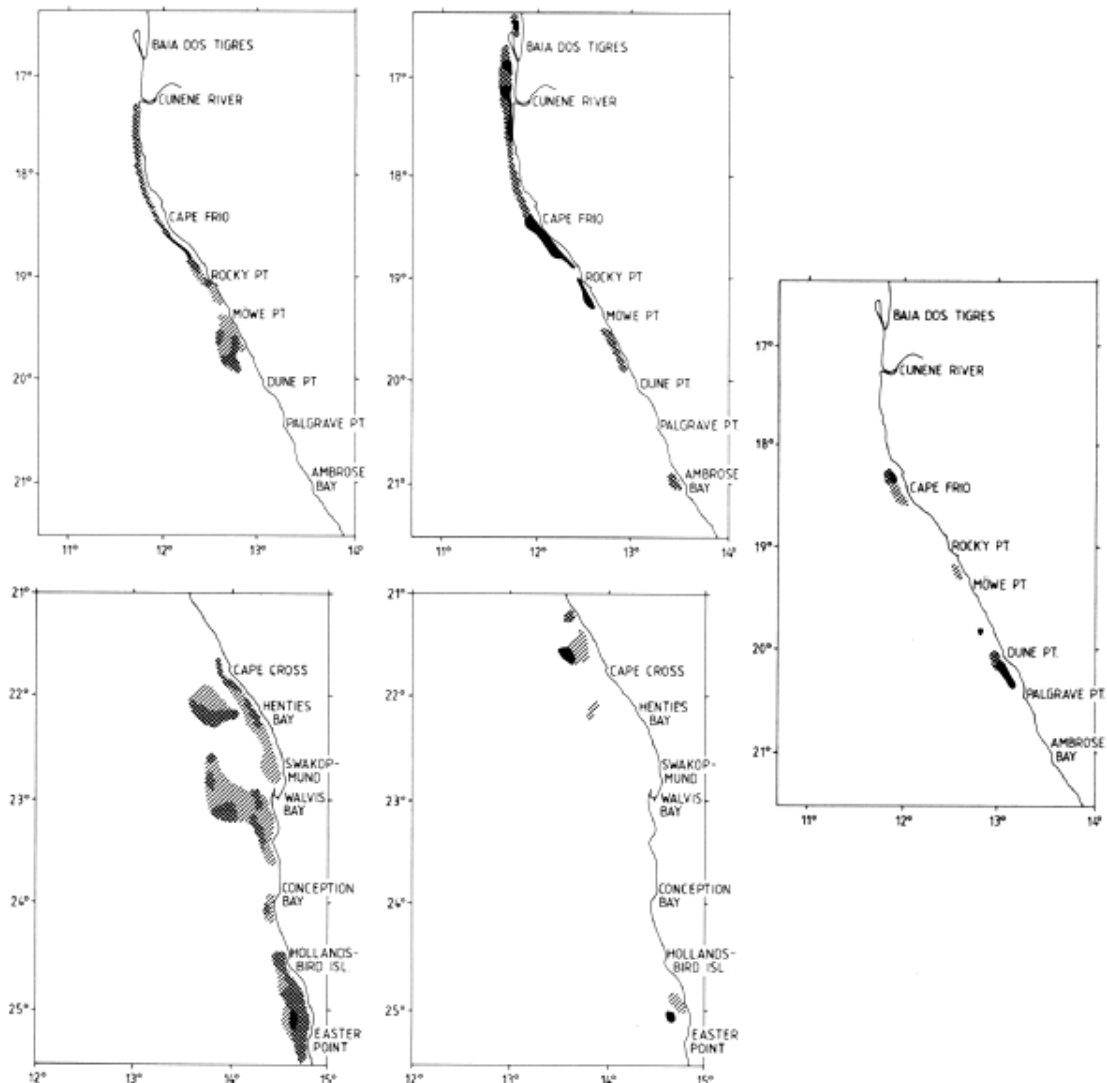 BAIA DOS TIGRES
17°
CUNENE RIVER
18°
CAPE FRIO
19°
ROCKY PT
MÖWE PT
20°
DUNE PT
PALGRAVE PT.
21°
AMBROSE
BAY
11°
12°
13°
14°
BAIA DOS TIGRES
17°
CUNENE RIVER
18°
CAPE FRIO
19°
ROCKY PT
MÖWE PT
20°
DUNE PT.
PALGRAVE PT.
21°
AMBROSE
BAY
11°
12°
13°
14°
BAIA DOS TIGRES
17°
CUNENE RIVER
18°
CAPE FRIO
19°
ROCKY PT.
MÖWE PT.
20°
DUNE PT.
PALGRAVE PT.
21°
AMBROSE
BAY
11°
12°
13°
14°
21°
CAPE CROSS
22°
HENTIES
BAY
SWAKOP-
MUND
23°
WALVIS
BAY
CONCEPTION
BAY
24°
HOLLANDS-
BIRD ISL.
25°
EASTER
POINT
12°
13°
14°
15°
21°
CAPE CROSS
22°
HENTIES
BAY
SWAKOP-
MUND
23°
WALVIS
BAY
CONCEPTION
BAY
24°
HOLLANDS-
BIRD ISL.
25°
EASTER
POINT
12°
13°
14°
15°